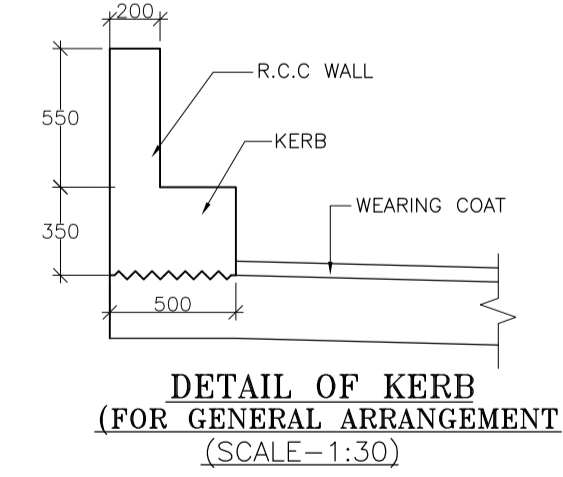 200
R.C.C WALL
550
KERB
WEARING COAT
350
500
DETAIL OF KERB
(FOR GENERAL ARRANGEMENT
(SCALE-1:30)